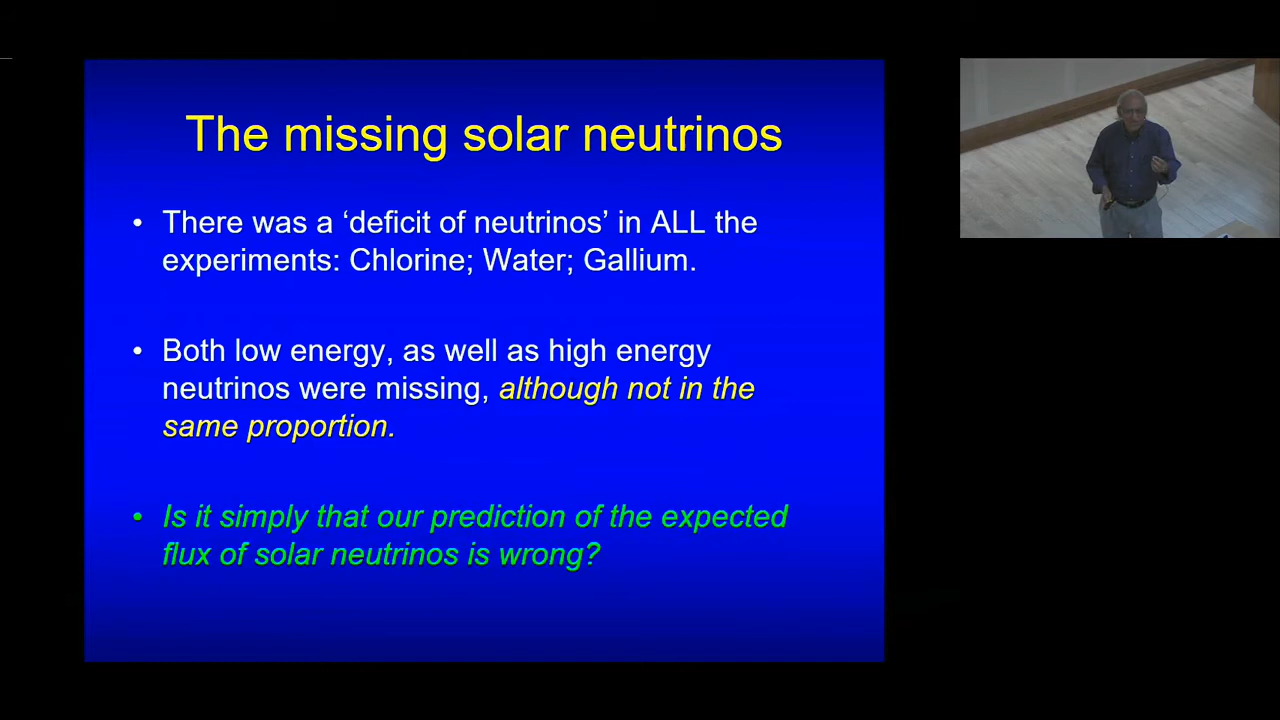 The missing solar neutrinos
• There was a ‘deficit of neutrinos’ in ALL the
experiments: Chlorine; Water; Gallium.
• Both low energy, as well as high energy
neutrinos were missing, although not in the
same proportion.
• Is it simply that our prediction of the expected
flux of solar neutrinos is wrong?